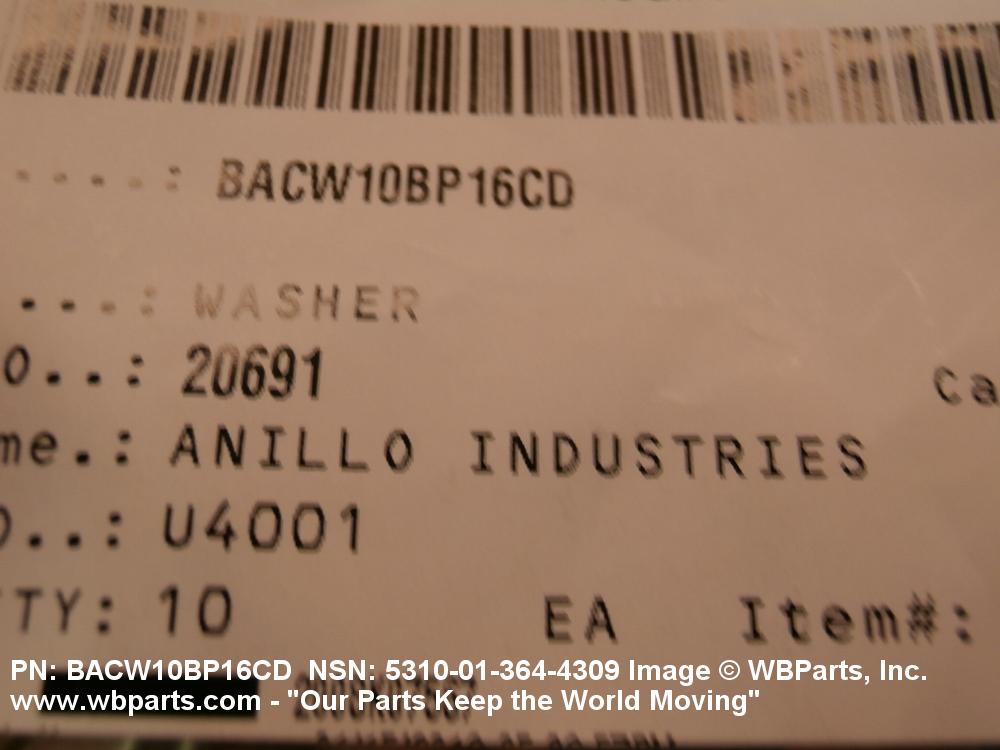 ----: BACW10BP16CD
---: WASHER
O..: 20691 Ca
me.: ANILLO INDUSTRIES
O..: U4001
TY: 10 EA Item#:
PN: BACW10BP16CD NSN: 5310-01-364-4309 Image © WBParts, Inc.
www.wbparts.com - "Our Parts Keep the World Moving"